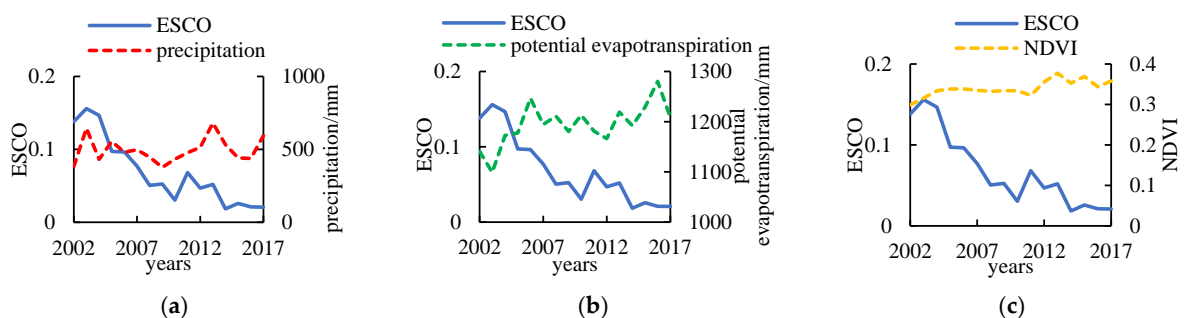 ESCO
precipitation
0.2
0.1
0
ESCO
1000
500
0
precipitation/mm
2002 2007 2012 2017
years
(a)
ESCO
potential evapotranspiration
0.2
0.1
0
ESCO
1300
1200
1100
1000
potential
evapotranspiration/mm
2002 2007 2012 2017
years
(b)
ESCO
NDVI
0.2
0.1
0
ESCO
0.4
0.3
0.2
0.1
0
NDVI
2002 2007 2012 2017
years
(c)